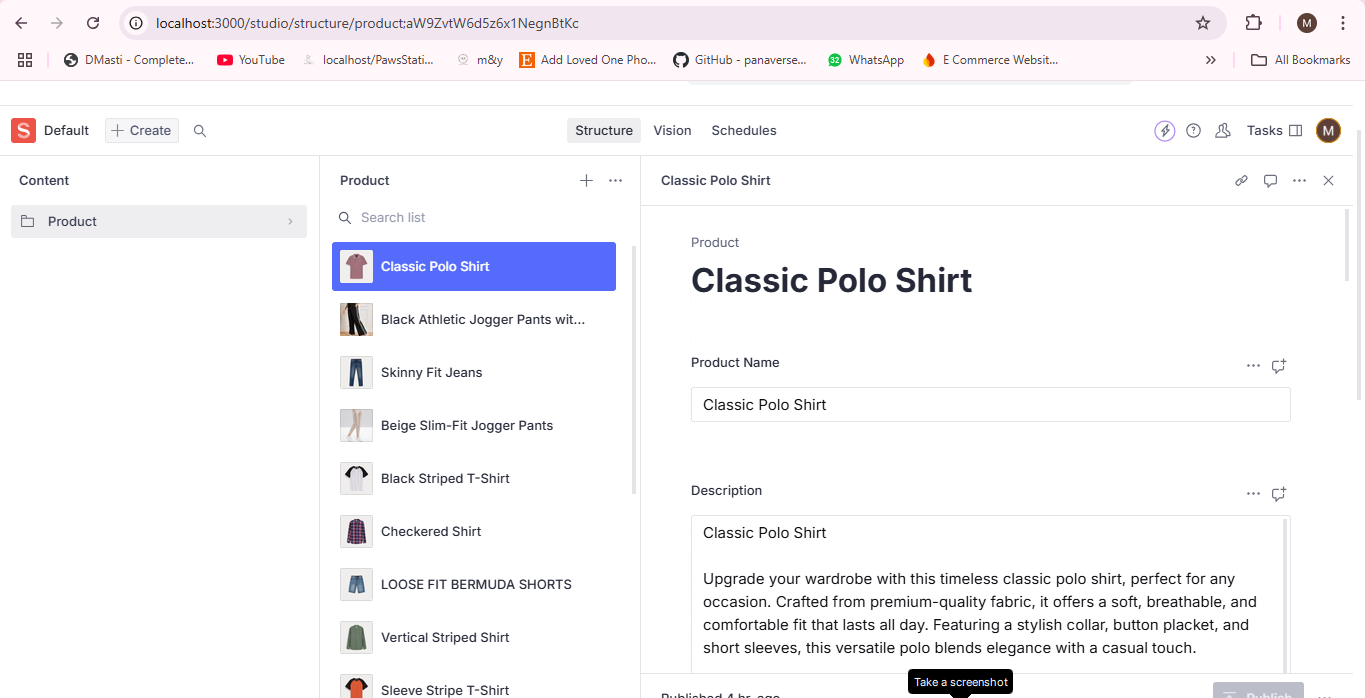 localhost:3000/studio/structure/product;aW9ZvtW6d5z6x1NegnBtKc
M
DMasti - Complete...
YouTube
localhost/PawsStati...
m&y
E
Add Loved One Pho...
GitHub - panaverse...
32
WhatsApp
E Commerce Websit...
All Bookmarks
S
Default
Create
Structure
Vision
Schedules
Tasks
M
Content
Product
Classic Polo Shirt
Product
Search list
Classic Polo Shirt
Black Athletic Jogger Pants wit...
Skinny Fit Jeans
Beige Slim-Fit Jogger Pants
Black Striped T-Shirt
Checkered Shirt
LOOSE FIT BERMUDA SHORTS
Vertical Striped Shirt
Sleeve Stripe T-Shirt
Product
Classic Polo Shirt
Product Name
Classic Polo Shirt
Description
Classic Polo Shirt
Upgrade your wardrobe with this timeless classic polo shirt, perfect for any
occasion. Crafted from premium-quality fabric, it offers a soft, breathable, and
comfortable fit that lasts all day. Featuring a stylish collar, button placket, and
short sleeves, this versatile polo blends elegance with a casual touch.
Take a screenshot
Published 4 hr. ago
Publish